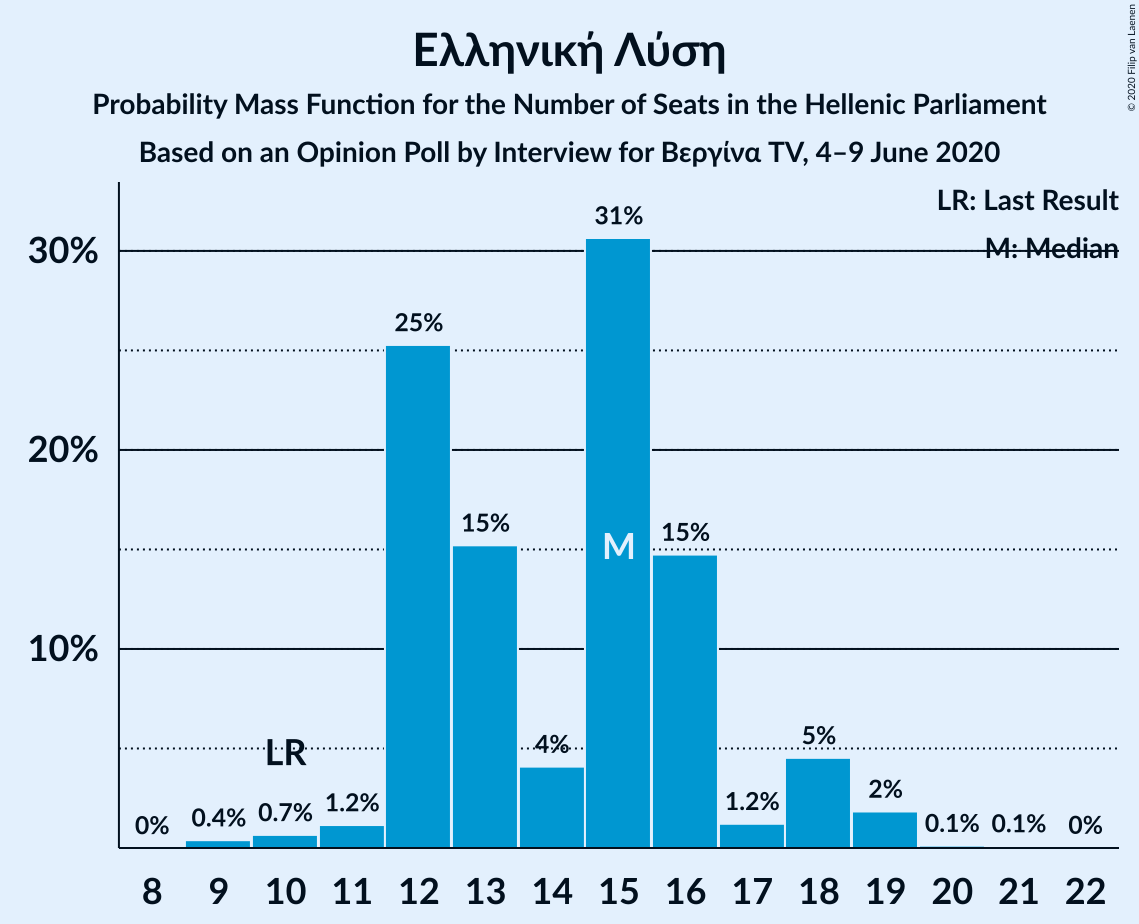 Ελληνική Λύση
Probability Mass Function for the Number of Seats in the Hellenic Parliament
Based on an Opinion Poll by Interview for Βεργίνα TV, 4–9 June 2020
© 2020 Filip van Laenen
LR: Last Result
M: Median
30%
20%
10%
0%
0.4%
0.7%
1.2%
25%
15%
4%
31%
15%
1.2%
5%
2%
0.1%
0.1%
0%
LR
M
8 9 10 11 12 13 14 15 16 17 18 19 20 21 22